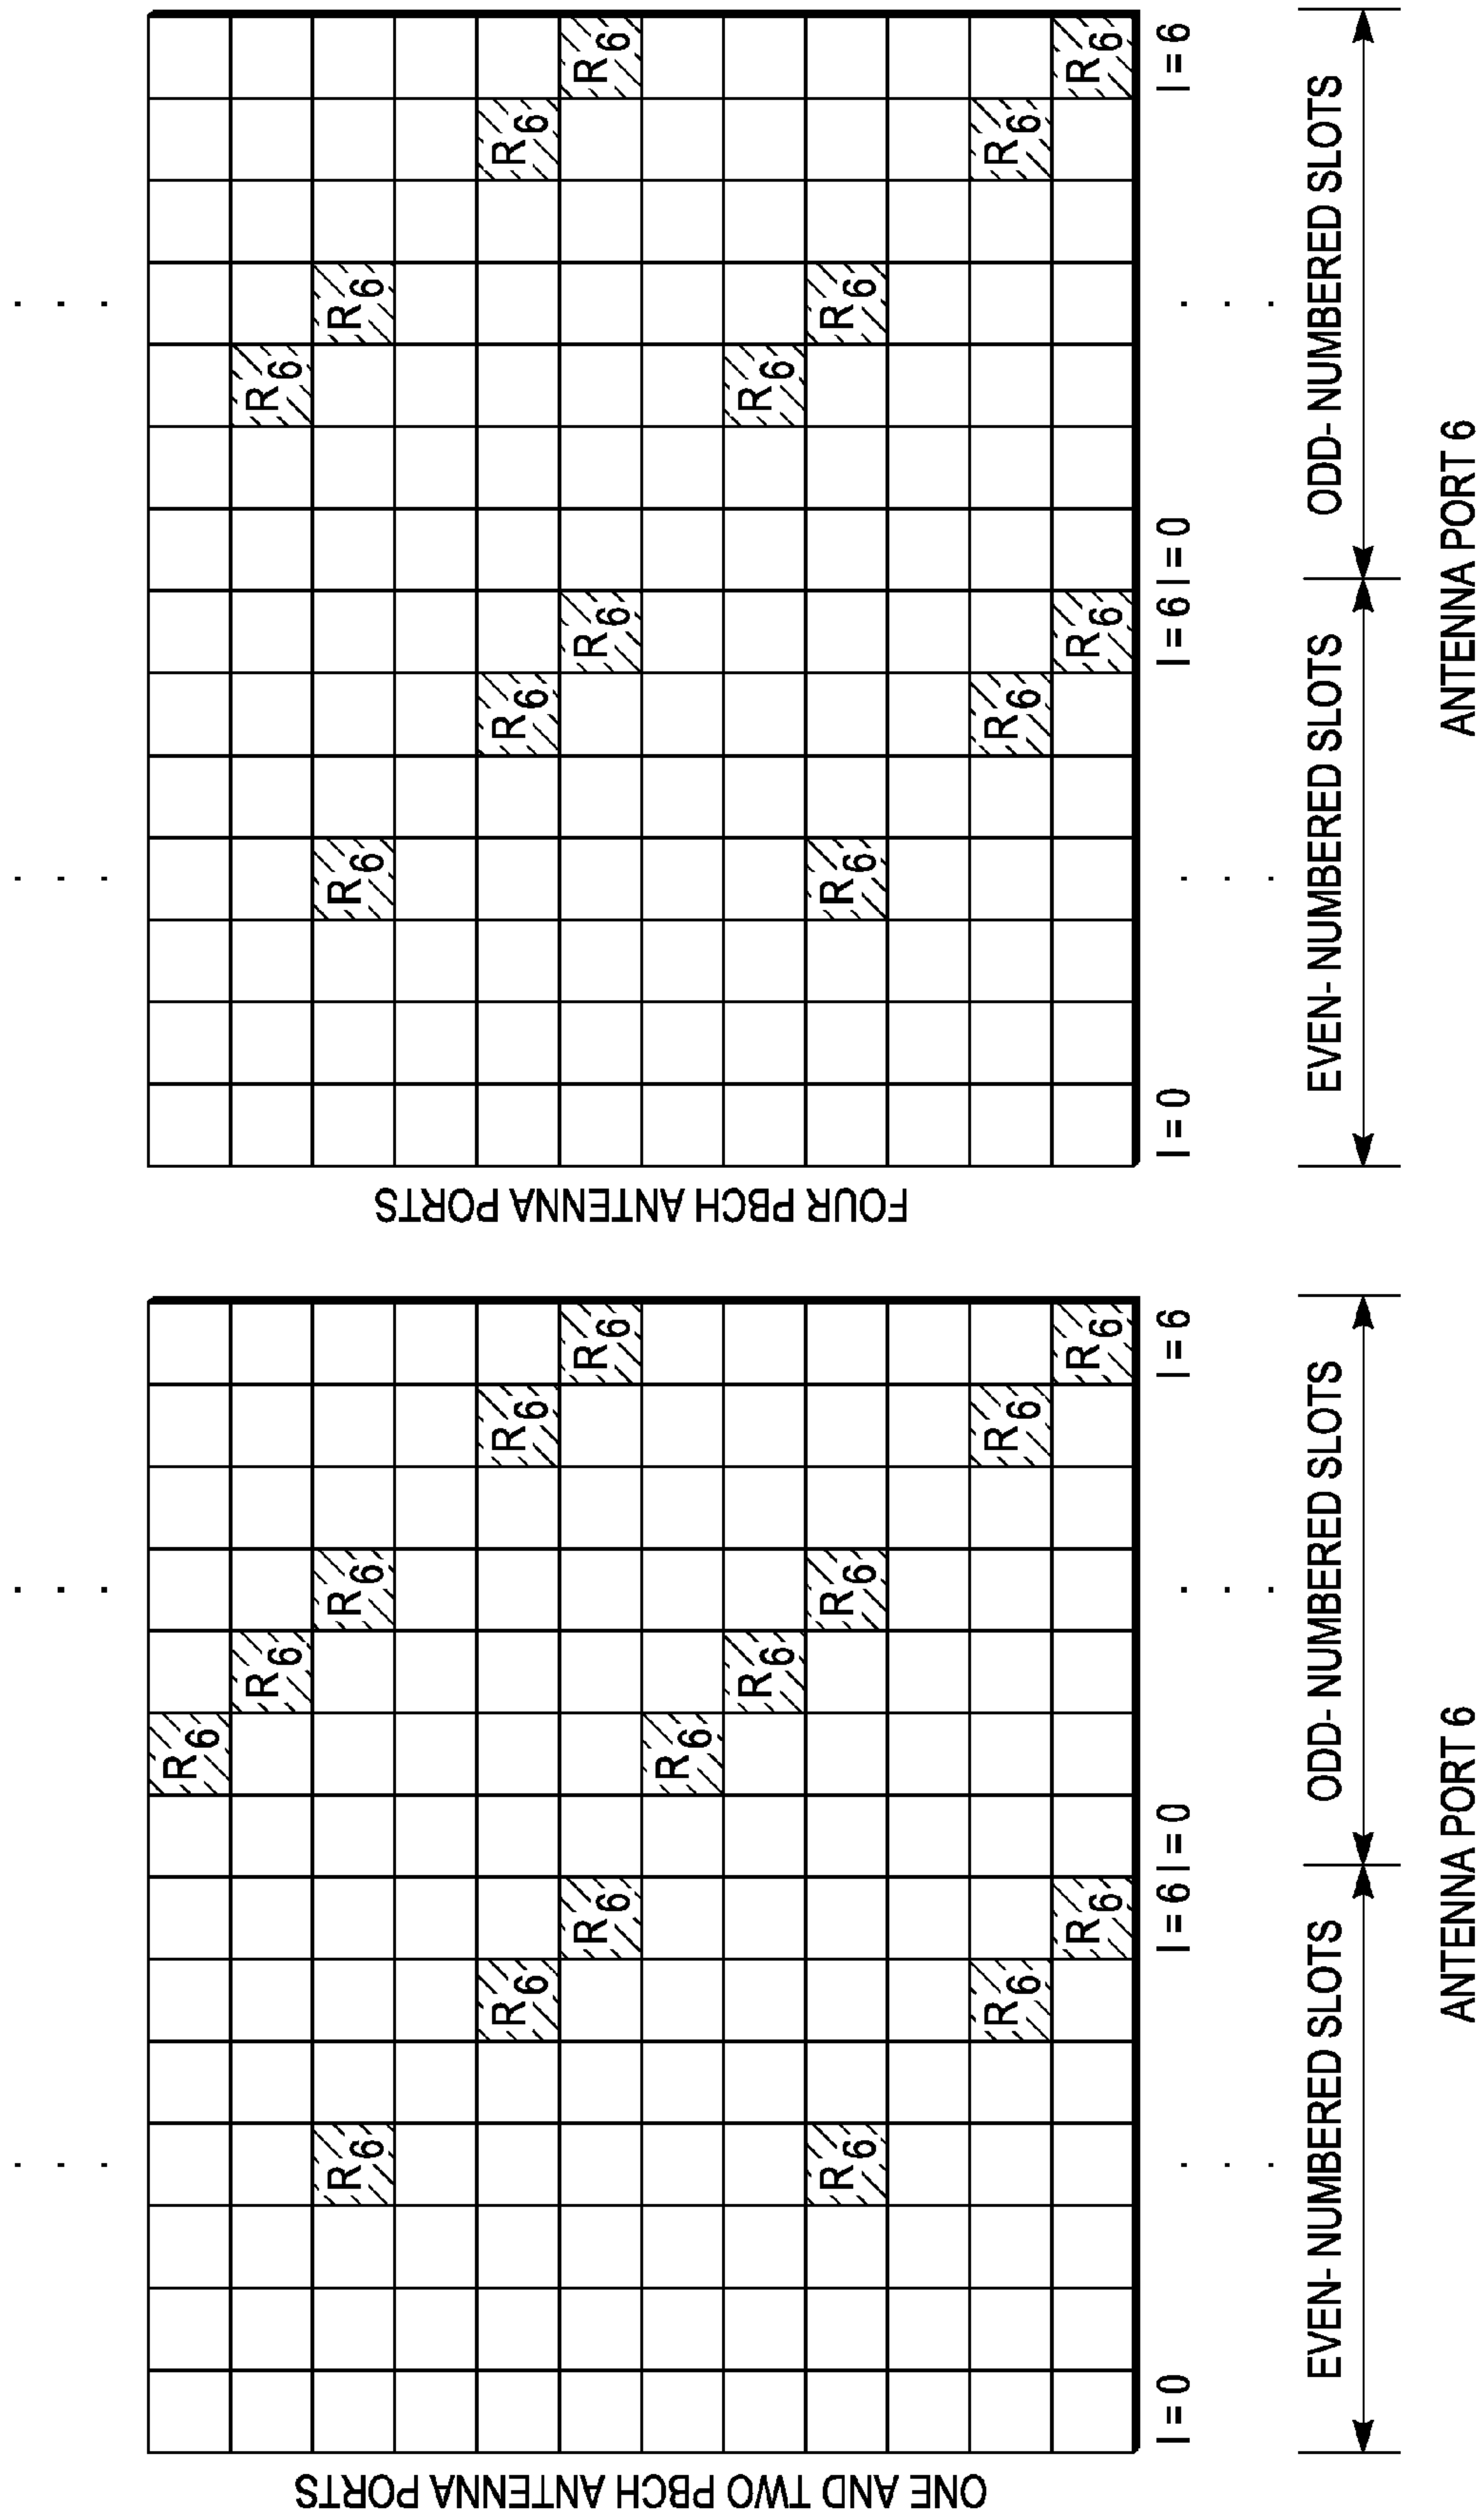 ONE AND TWO PBCH ANTENNA PORTS
R6
R6
R6 R6
R6 R6
R6 R6
R6
R6
R6 R6
R6 R6
R6 R6
l = 0 l = 6 l = 0 l = 6
EVEN- NUMBERED SLOTS ODD- NUMBERED SLOTS
ANTENNA PORT 6
FOUR PBCH ANTENNA PORTS
R6
R6 R6
R6 R6
R6 R6
R6
R6 R6
R6 R6
R6 R6
l = 0 l = 6 l = 0 l = 6
EVEN- NUMBERED SLOTS ODD- NUMBERED SLOTS
ANTENNA PORT 6